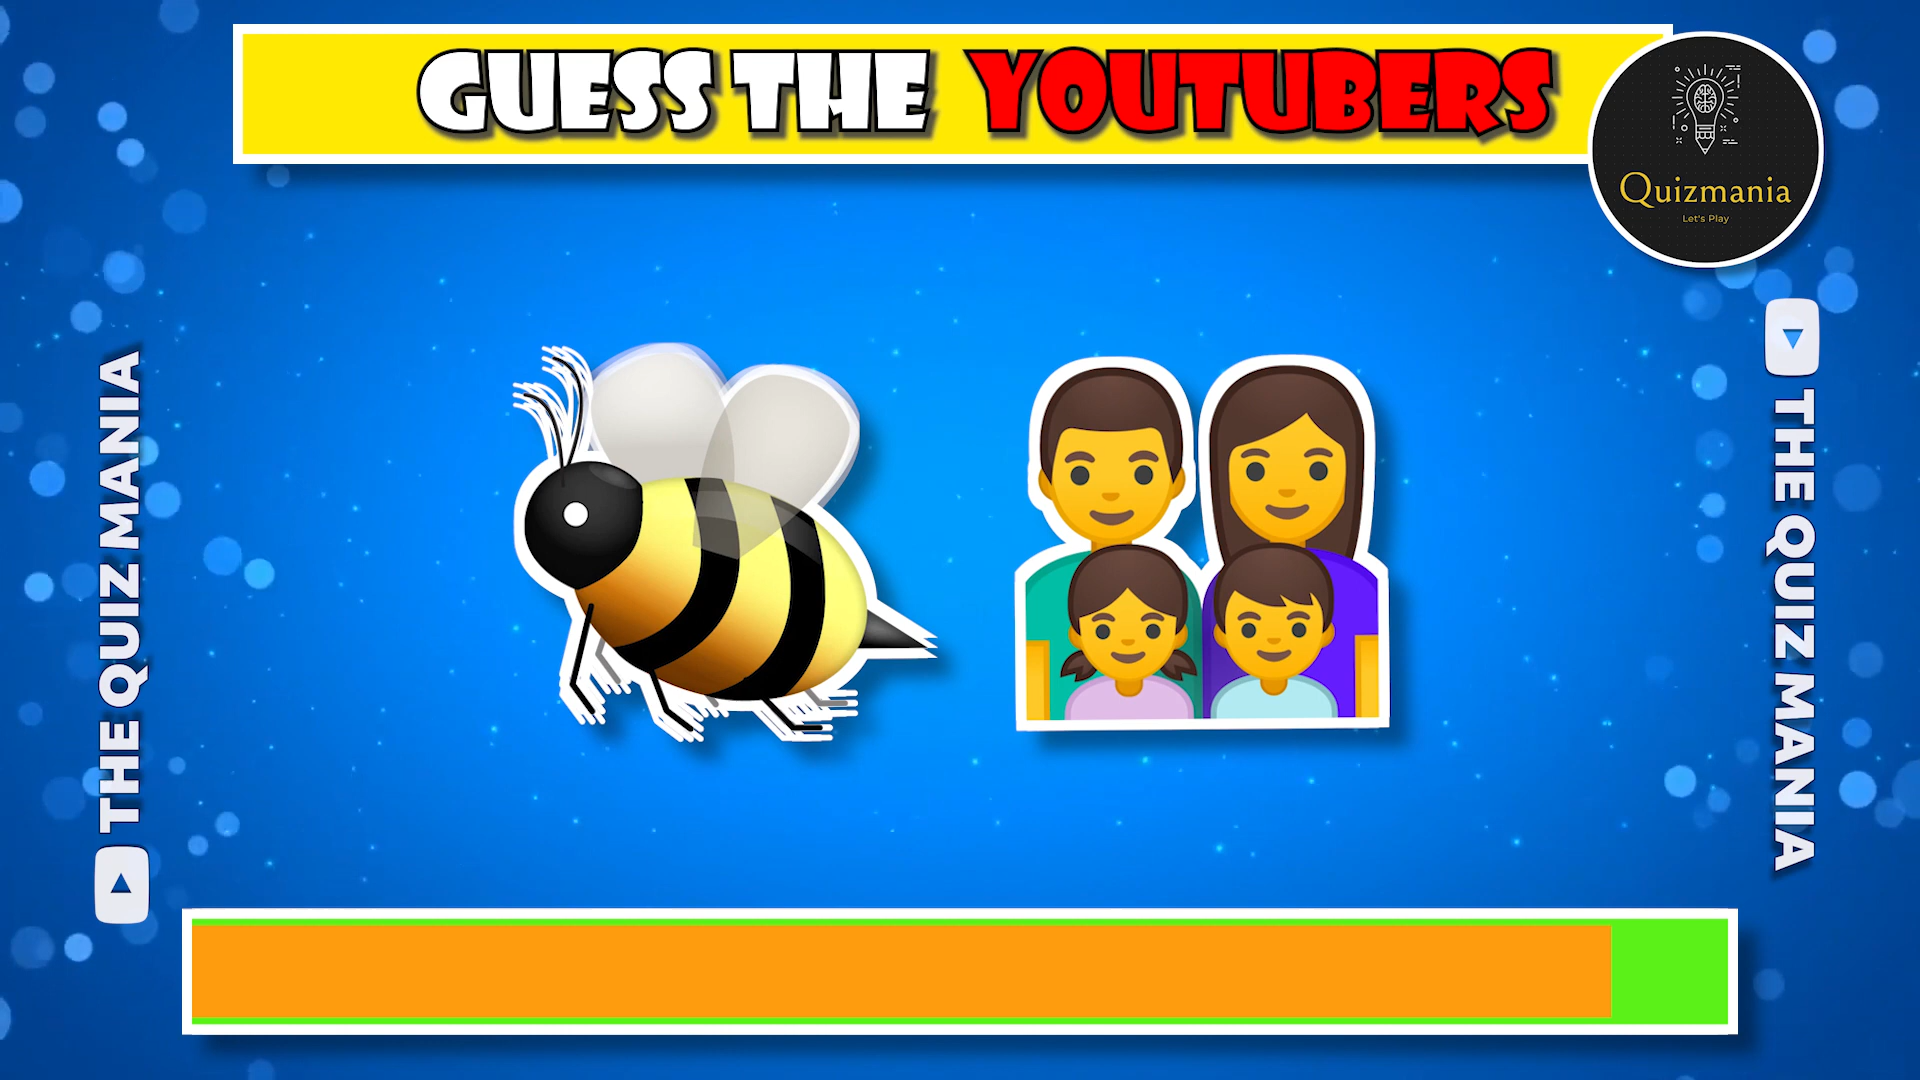 GUESS THE YOUTUBERS
Quizmania
Let's Play
THE QUIZ MANIA
THE QUIZ MANIA